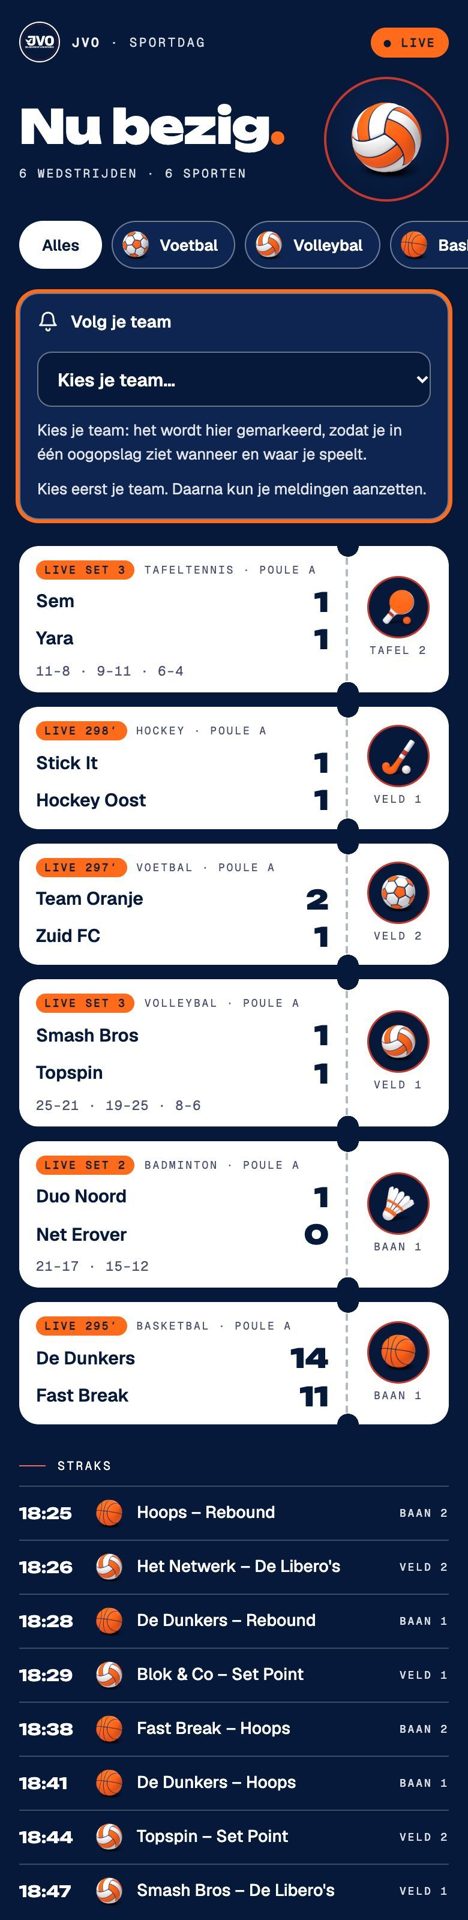 JVO
JVO · SPORTDAG
● LIVE
Nu bezig.
6 WEDSTRIJDEN · 6 SPORTEN
Alles
Voetbal
Volleybal
Bas
Volg je team
Kies je team...
Kies je team: het wordt hier gemarkeerd, zodat je in
één oogopslag ziet wanneer en waar je speelt.
Kies eerst je team. Daarna kun je meldingen aanzetten.
LIVE SET 3 TAFELTENNIS · POULE A
Sem 1
Yara 1
11-8 · 9-11 · 6-4
TAFEL 2
LIVE 298' HOCKEY · POULE A
Stick It 1
Hockey Oost 1
VELD 1
LIVE 297' VOETBAL · POULE A
Team Oranje 2
Zuid FC 1
VELD 2
LIVE SET 3 VOLLEYBAL · POULE A
Smash Bros 1
Topspin 1
25-21 · 19-25 · 8-6
VELD 1
LIVE SET 2 BADMINTON · POULE A
Duo Noord 1
Net Erover 0
21-17 · 15-12
BAAN 1
LIVE 295' BASKETBAL · POULE A
De Dunkers 14
Fast Break 11
BAAN 1
STRAKS
18:25 Hoops – Rebound BAAN 2
18:26 Het Netwerk – De Libero's VELD 2
18:28 De Dunkers – Rebound BAAN 1
18:29 Blok & Co – Set Point VELD 1
18:38 Fast Break – Hoops BAAN 2
18:41 De Dunkers – Hoops BAAN 1
18:44 Topspin – Set Point VELD 2
18:47 Smash Bros – De Libero's VELD 1